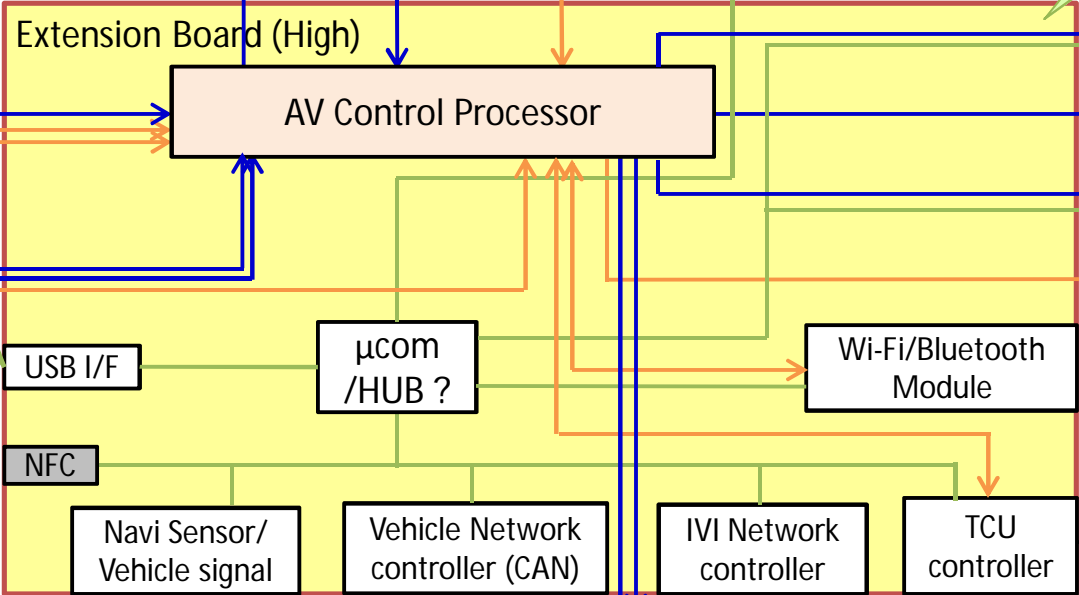 Extension Board (High)
AV Control Processor
USB I/F
µcom
/HUB ?
Wi-Fi/Bluetooth
Module
NFC
Navi Sensor/
Vehicle signal
Vehicle Network
controller (CAN)
IVI Network
controller
TCU
controller